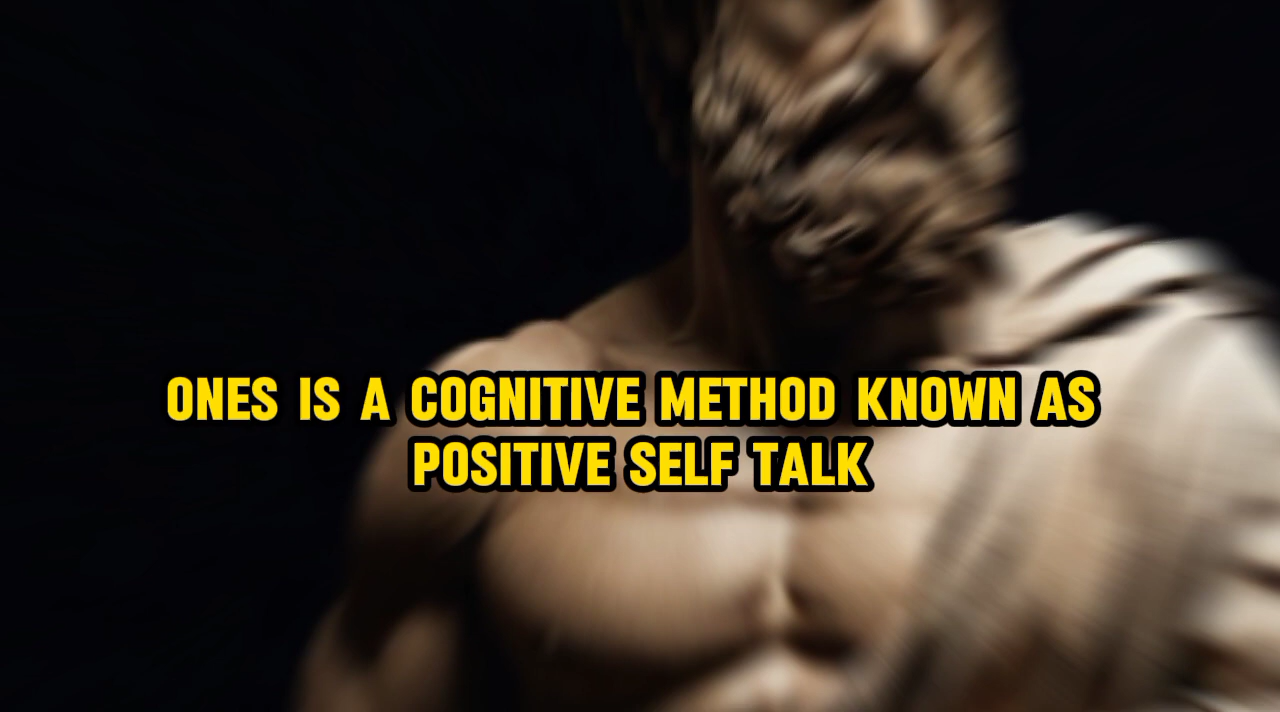 ONES IS A COGNITIVE METHOD KNOWN AS
POSITIVE SELF TALK